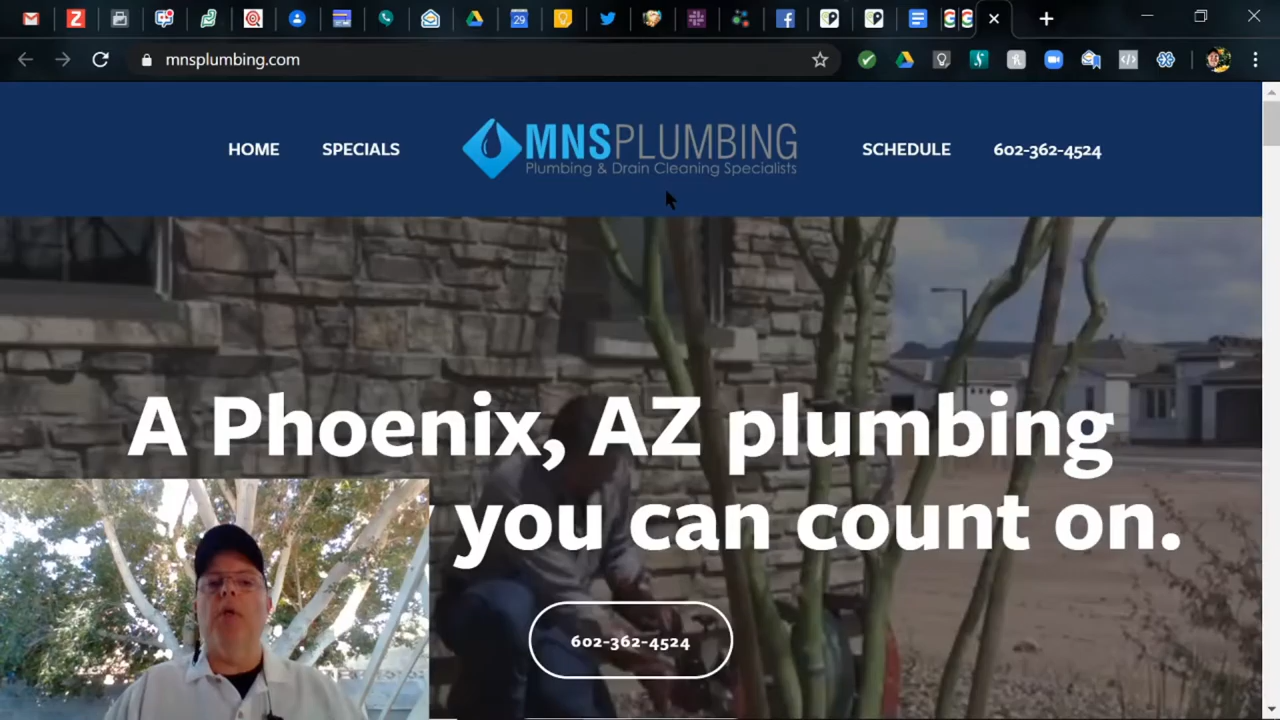 mnsplumbing.com
HOME
SPECIALS
MNSPLUMBING
Plumbing & Drain Cleaning Specialists
SCHEDULE
602-362-4524
A Phoenix, AZ plumbing
you can count on.
602-362-4524